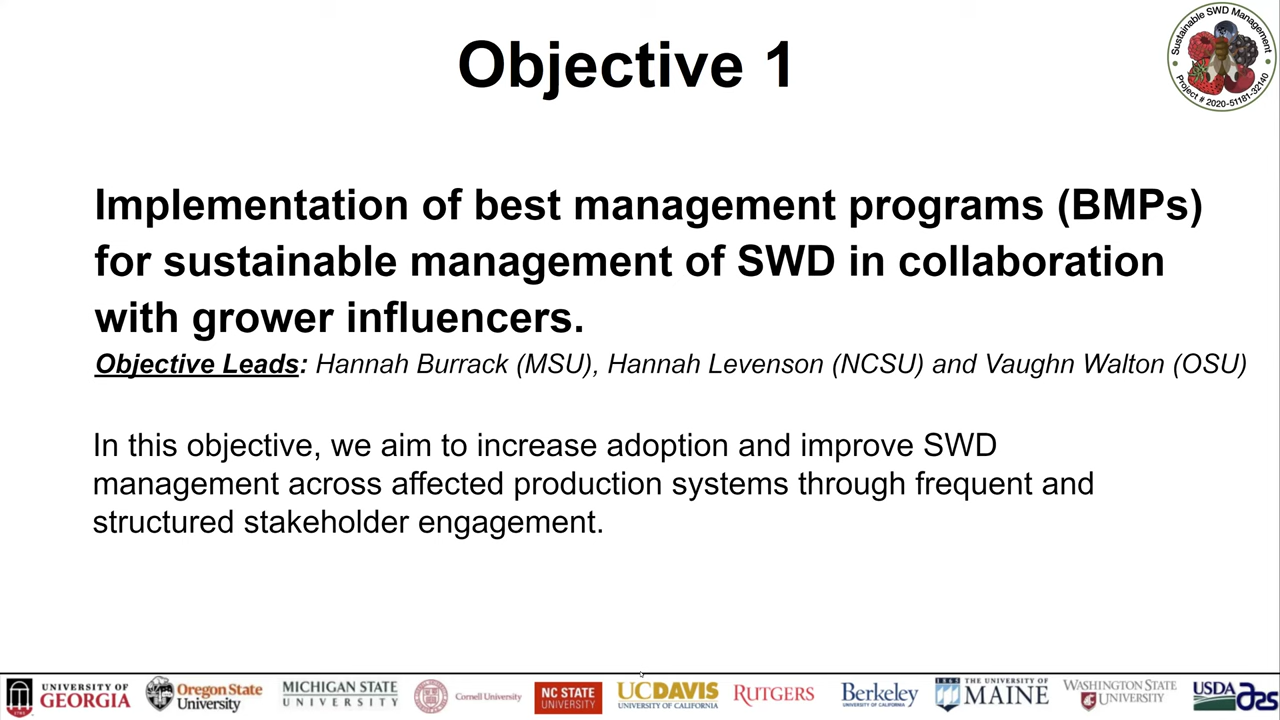 Objective 1
Sustainable SWD Management
Project # 2020-51181-32140
Implementation of best management programs (BMPs)
for sustainable management of SWD in collaboration
with grower influencers.
Objective Leads: Hannah Burrack (MSU), Hannah Levenson (NCSU) and Vaughn Walton (OSU)
In this objective, we aim to increase adoption and improve SWD
management across affected production systems through frequent and
structured stakeholder engagement.
UNIVERSITY OF
GEORGIA
Oregon State
University
MICHIGAN STATE
UNIVERSITY
Cornell University
NC STATE
UNIVERSITY
UCDAVIS
UNIVERSITY OF CALIFORNIA
RUTGERS
Berkeley
UNIVERSITY OF CALIFORNIA
THE UNIVERSITY OF
MAINE
WASHINGTON STATE
UNIVERSITY
USDA
ars